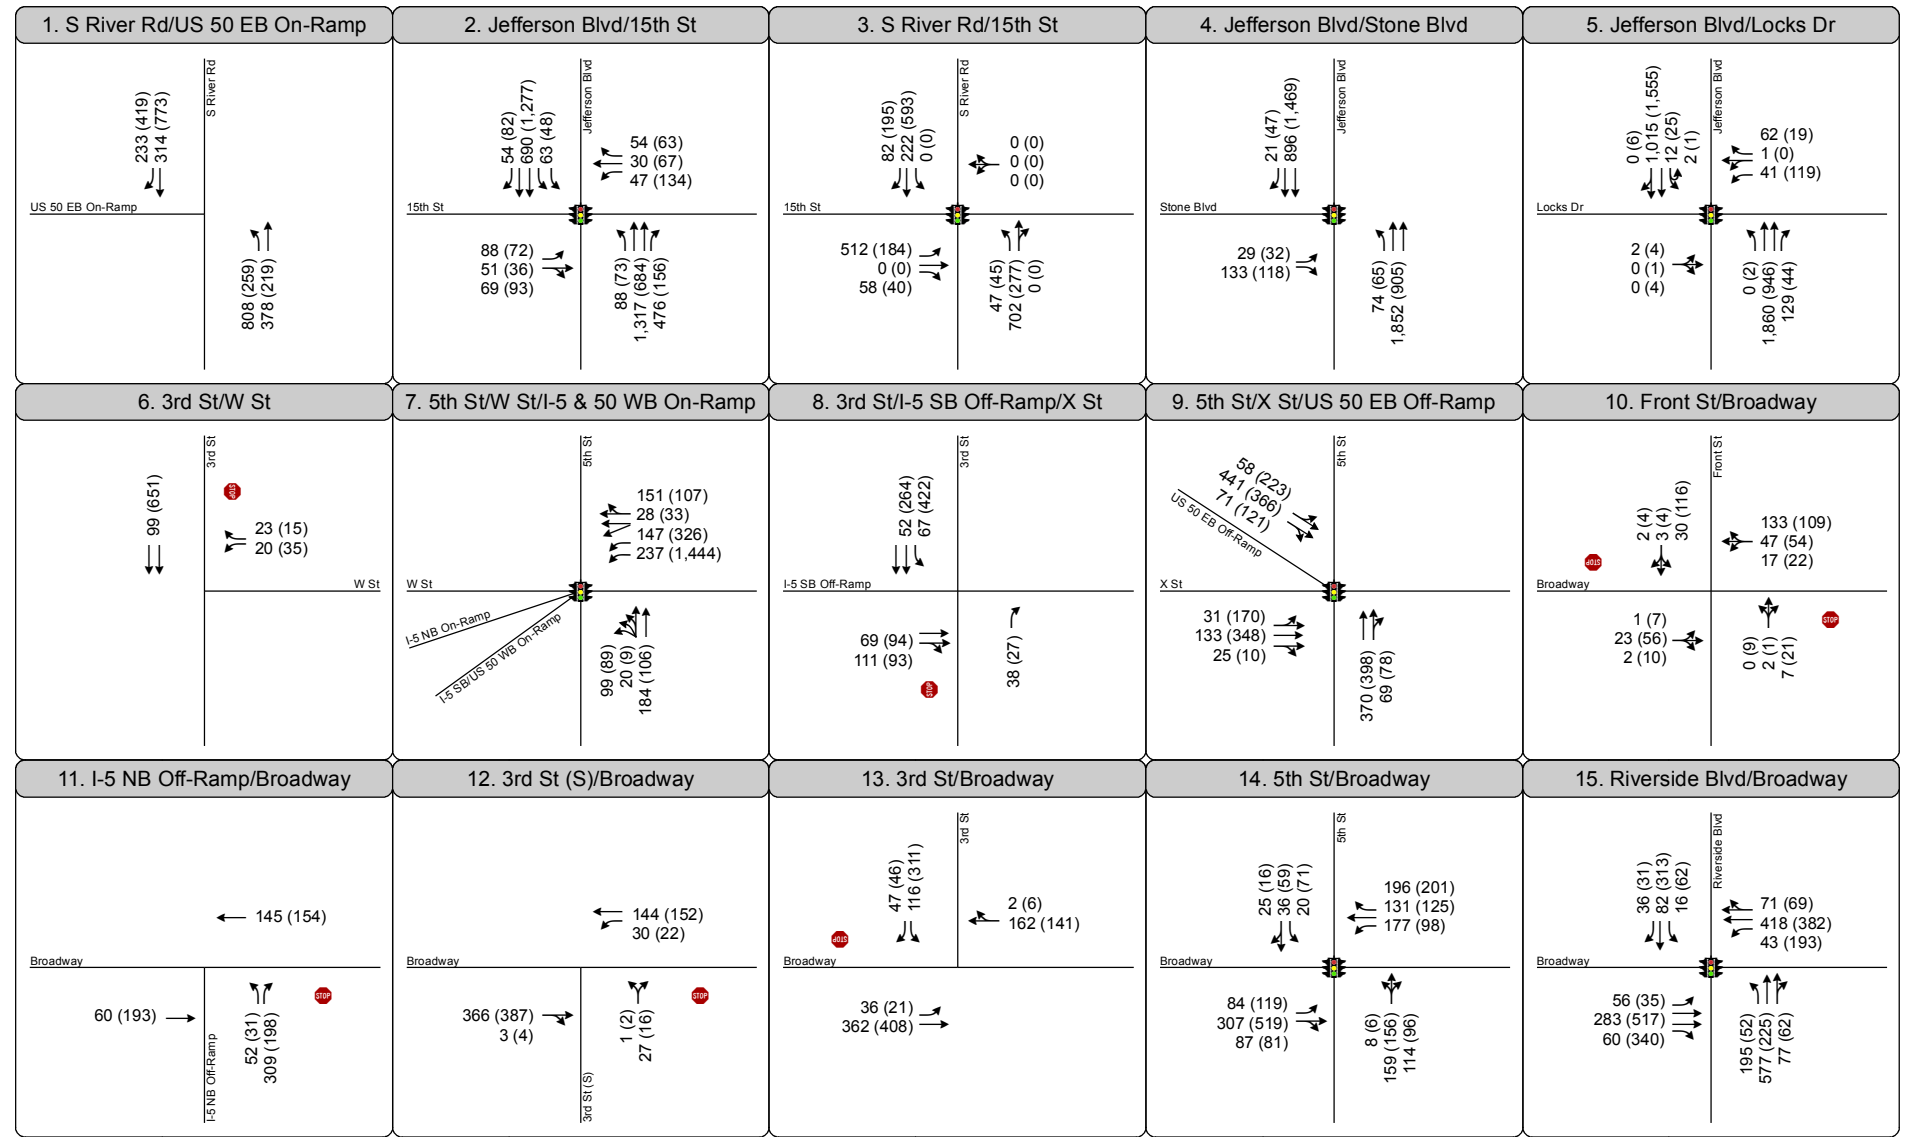 1. S River Rd/US 50 EB On-Ramp
233 (419)
314 (773)
S River Rd
US 50 EB On-Ramp
808 (259)
378 (219)
2. Jefferson Blvd/15th St
54 (82)
690 (1,277)
63 (48)
Jefferson Blvd
54 (63)
30 (67)
47 (134)
15th St
88 (72)
51 (36)
69 (93)
88 (73)
1,317 (684)
476 (156)
3. S River Rd/15th St
82 (195)
222 (593)
0 (0)
S River Rd
0 (0)
0 (0)
0 (0)
15th St
512 (184)
0 (0)
58 (40)
47 (45)
702 (277)
0 (0)
4. Jefferson Blvd/Stone Blvd
21 (47)
896 (1,469)
Jefferson Blvd
Stone Blvd
29 (32)
133 (118)
74 (65)
1,852 (905)
5. Jefferson Blvd/Locks Dr
0 (6)
1,015 (1,555)
12 (25)
2 (1)
Jefferson Blvd
62 (19)
1 (0)
41 (119)
Locks Dr
2 (4)
0 (1)
0 (4)
0 (2)
1,860 (946)
129 (44)
6. 3rd St/W St
99 (651)
3rd St
STOP
23 (15)
20 (35)
W St
7. 5th St/W St/I-5 & 50 WB On-Ramp
5th St
151 (107)
28 (33)
147 (326)
237 (1,444)
W St
I-5 NB On-Ramp
I-5 SB/US 50 WB On-Ramp
99 (89)
20 (9)
184 (106)
8. 3rd St/I-5 SB Off-Ramp/X St
52 (264)
67 (422)
3rd St
I-5 SB Off-Ramp
69 (94)
111 (93)
STOP
38 (27)
9. 5th St/X St/US 50 EB Off-Ramp
58 (223)
441 (366)
71 (121)
US 50 EB Off-Ramp
5th St
X St
31 (170)
133 (348)
25 (10)
370 (398)
69 (78)
10. Front St/Broadway
2 (4)
3 (4)
30 (116)
Front St
133 (109)
47 (54)
17 (22)
STOP
Broadway
1 (7)
23 (56)
2 (10)
0 (9)
2 (1)
7 (21)
STOP
11. I-5 NB Off-Ramp/Broadway
145 (154)
Broadway
60 (193)
I-5 NB Off-Ramp
52 (31)
309 (198)
STOP
12. 3rd St (S)/Broadway
144 (152)
30 (22)
Broadway
366 (387)
3 (4)
3rd St (S)
1 (2)
27 (16)
STOP
13. 3rd St/Broadway
47 (46)
116 (311)
3rd St
2 (6)
162 (141)
STOP
Broadway
36 (21)
362 (408)
14. 5th St/Broadway
25 (16)
36 (59)
20 (71)
5th St
196 (201)
131 (125)
177 (98)
Broadway
84 (119)
307 (519)
87 (81)
8 (6)
159 (156)
114 (96)
15. Riverside Blvd/Broadway
36 (31)
82 (313)
16 (62)
Riverside Blvd
71 (69)
418 (382)
43 (193)
Broadway
56 (35)
283 (517)
60 (340)
195 (52)
577 (225)
77 (62)